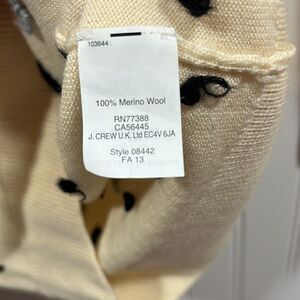 103644
100% Merino Wool
RN77388
CA56445
J. CREW U.K. Ltd EC4V 6JA
Style 08442
FA 13